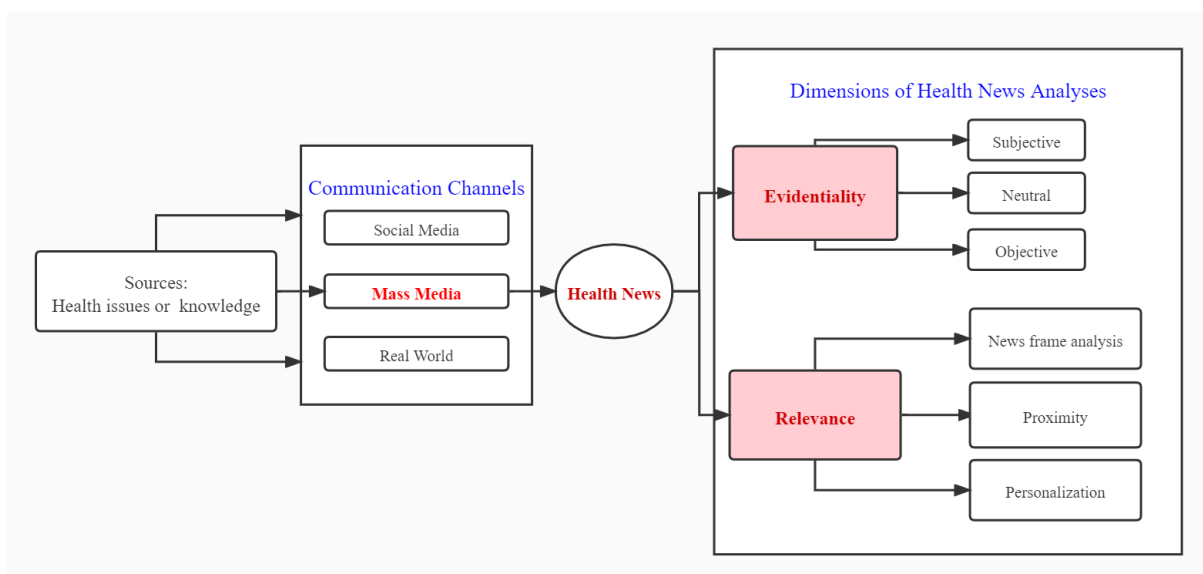 Sources:
Health issues or knowledge
Communication Channels
Social Media
Mass Media
Real World
Health News
Dimensions of Health News Analyses
Evidentiality
Subjective
Neutral
Objective
Relevance
News frame analysis
Proximity
Personalization